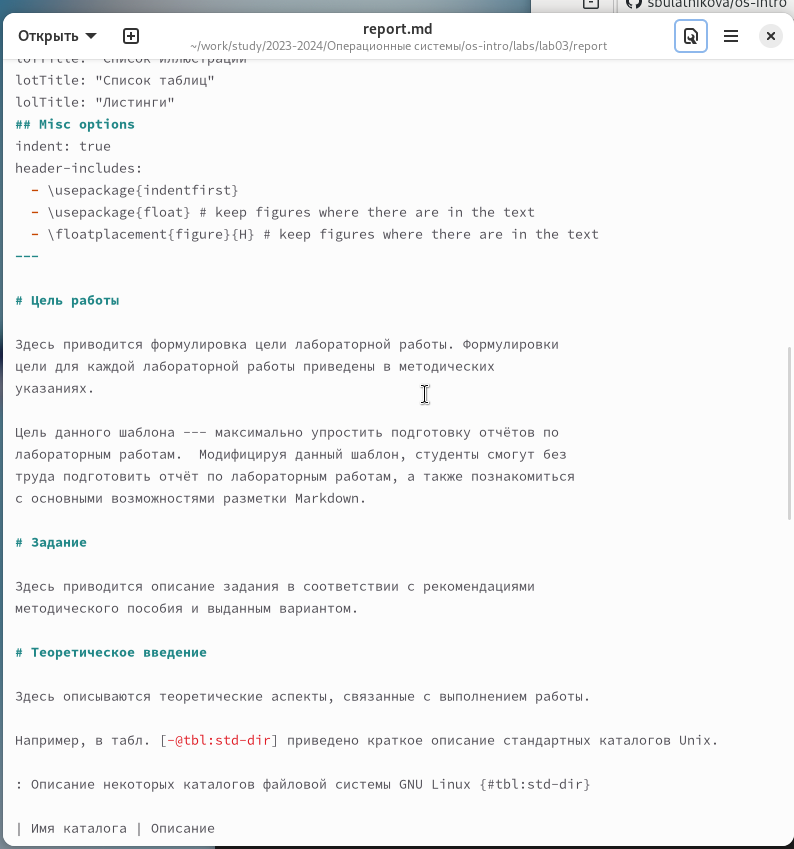 sbulatnikova/os-intro
Открыть
report.md
~/work/study/2023-2024/Операционные системы/os-intro/labs/lab03/report
lofTitle: "Список иллюстраций"
lotTitle: "Список таблиц"
lolTitle: "Листинги"
## Misc options
indent: true
header-includes:
- \usepackage{indentfirst}
- \usepackage{float} # keep figures where there are in the text
- \floatplacement{figure}{H} # keep figures where there are in the text
---
# Цель работы
Здесь приводится формулировка цели лабораторной работы. Формулировки
цели для каждой лабораторной работы приведены в методических
указаниях.
Цель данного шаблона --- максимально упростить подготовку отчётов по
лабораторным работам.  Модифицируя данный шаблон, студенты смогут без
труда подготовить отчёт по лабораторным работам, а также познакомиться
с основными возможностями разметки Markdown.
# Задание
Здесь приводится описание задания в соответствии с рекомендациями
методического пособия и выданным вариантом.
# Теоретическое введение
Здесь описываются теоретические аспекты, связанные с выполнением работы.
Например, в табл. [-@tbl:std-dir] приведено краткое описание стандартных каталогов Unix.
: Описание некоторых каталогов файловой системы GNU Linux {#tbl:std-dir}
| Имя каталога | Описание